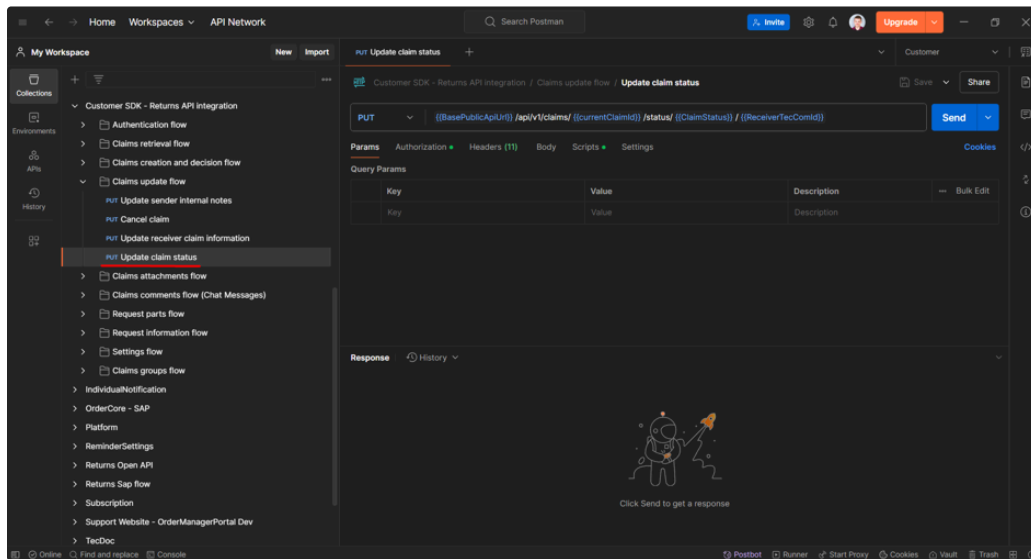 Home Workspaces API Network Search Postman Invite Upgrade
My Workspace New Import PUT Update claim status Customer
Collections
Environments
APIs
History
Customer SDK - Returns API integration
Authentication flow
Claims retrieval flow
Claims creation and decision flow
Claims update flow
PUT Update sender internal notes
PUT Cancel claim
PUT Update receiver claim information
PUT Update claim status
Claims attachments flow
Claims comments flow (Chat Messages)
Request parts flow
Request information flow
Settings flow
Claims groups flow
IndividualNotification
OrderCore - SAP
Platform
ReminderSettings
Returns Open API
Returns Sap flow
Subscription
Support Website - OrderManagerPortal Dev
TecDoc
HTTP Customer SDK - Returns API integration / Claims update flow / Update claim status Save Share
PUT {{BasePublicApiUrl}} /api/v1/claims/ {{currentClaimId}} /status/ {{ClaimStatus}} / {{ReceiverTecComId}} Send
Params Authorization Headers (11) Body Scripts Settings Cookies
Query Params
Key Value Description Bulk Edit
Key Value Description
Response History
Click Send to get a response
Online Find and replace Console Postbot Runner Start Proxy Cookies Vault Trash